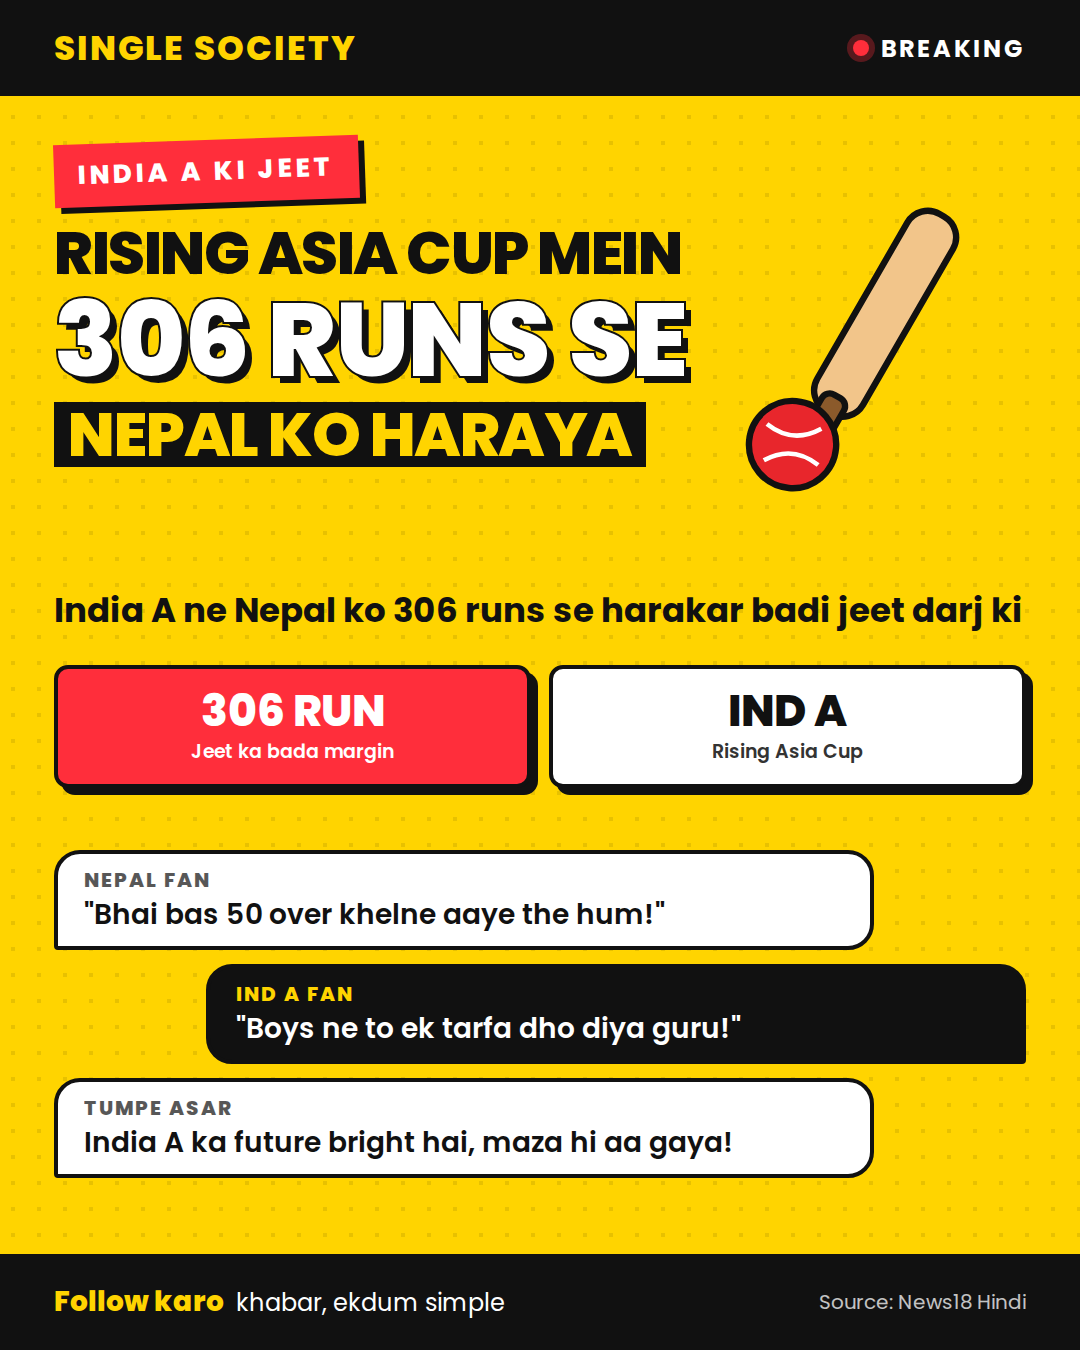 SINGLE SOCIETY
BREAKING
INDIA A KI JEET
RISING ASIA CUP MEIN
306 RUNS SE
NEPAL KO HARAYA
India A ne Nepal ko 306 runs se harakar badi jeet darj ki
306 RUN
Jeet ka bada margin
IND A
Rising Asia Cup
NEPAL FAN
"Bhai bas 50 over khelne aaye the hum!"
IND A FAN
"Boys ne to ek tarfa dho diya guru!"
TUMPE ASAR
India A ka future bright hai, maza hi aa gaya!
Follow karo khabar, ekdum simple
Source: News18 Hindi